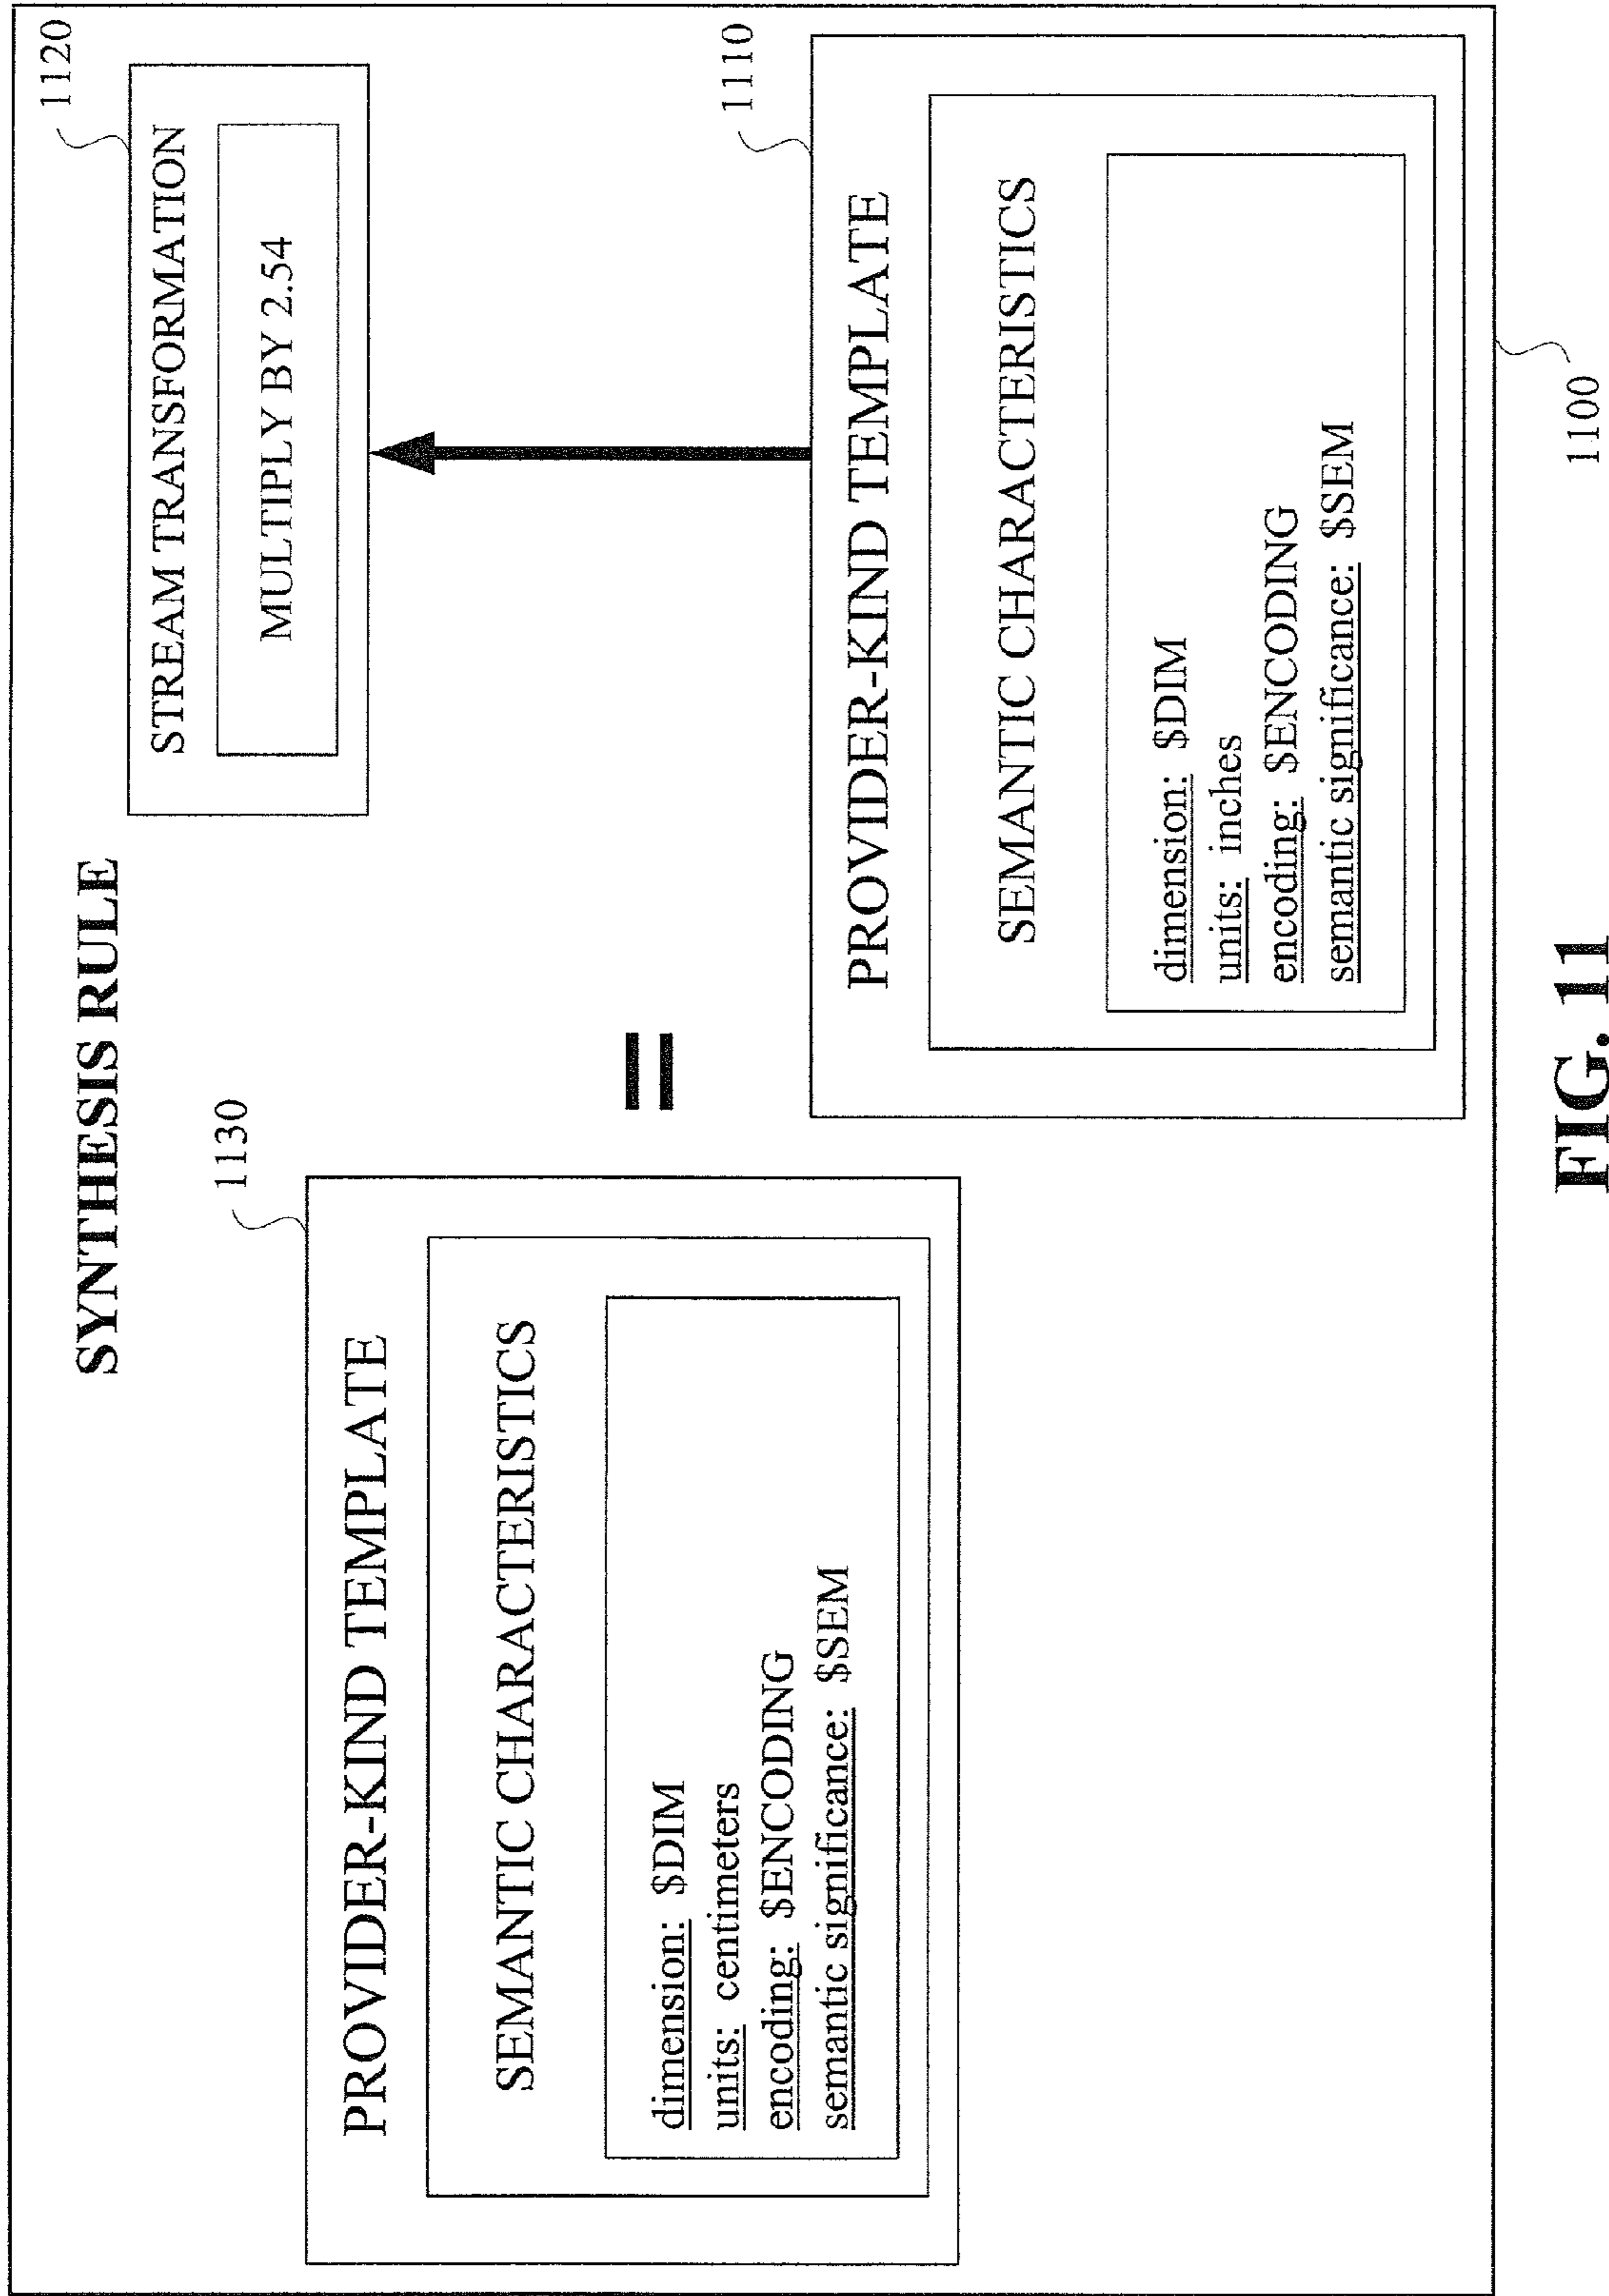 SYNTHESIS RULE
1130
PROVIDER-KIND TEMPLATE
SEMANTIC CHARACTERISTICS
dimension: $DIM
units: centimeters
encoding: $ENCODING
semantic significance: $SEM
=
1120
STREAM TRANSFORMATION
MULTIPLY BY 2.54
1110
PROVIDER-KIND TEMPLATE
SEMANTIC CHARACTERISTICS
dimension: $DIM
units: inches
encoding: $ENCODING
semantic significance: $SEM
1100
FIG. 11